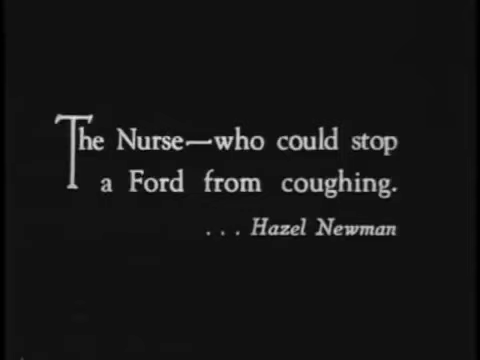 The Nurse—who could stop
a Ford from coughing.
... Hazel Newman